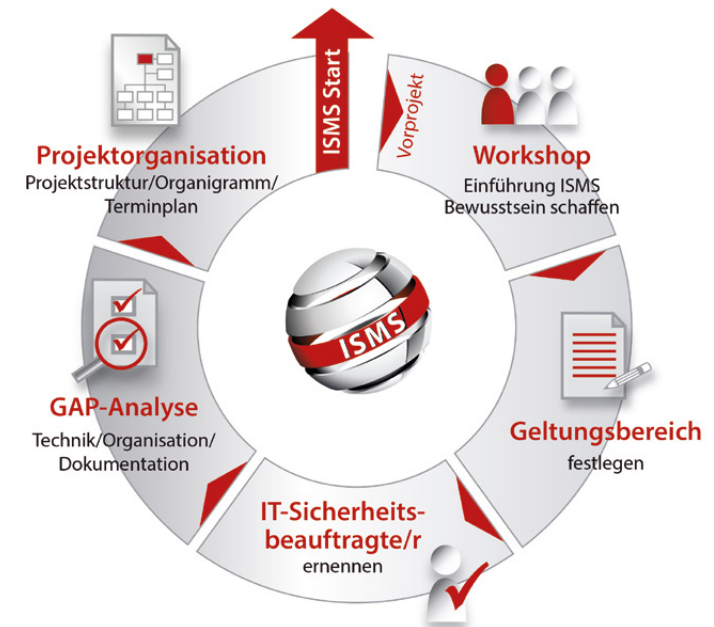 ISMS Start
Vorprojekt
Workshop
Einführung ISMS
Bewusstsein schaffen
Geltungsbereich
festlegen
IT-Sicherheits-
beauftragte/r
ernennen
GAP-Analyse
Technik/Organisation/
Dokumentation
Projektorganisation
Projektstruktur/Organigramm/
Terminplan
ISMS